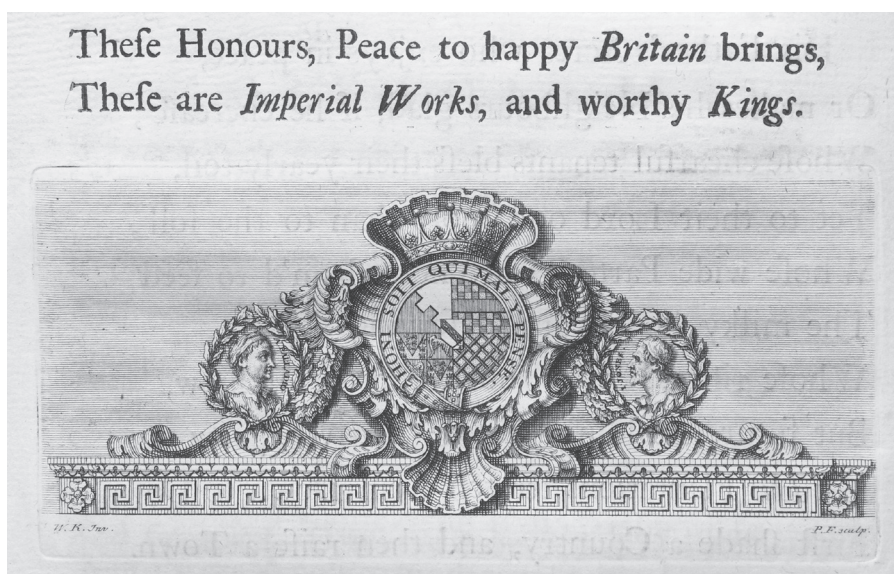 Theſe Honours, Peace to happy Britain brings,
Theſe are Imperial Works, and worthy Kings.
HONI SOIT QUI MAL Y PENSE
W. K. Inv.
P. F. sculp.